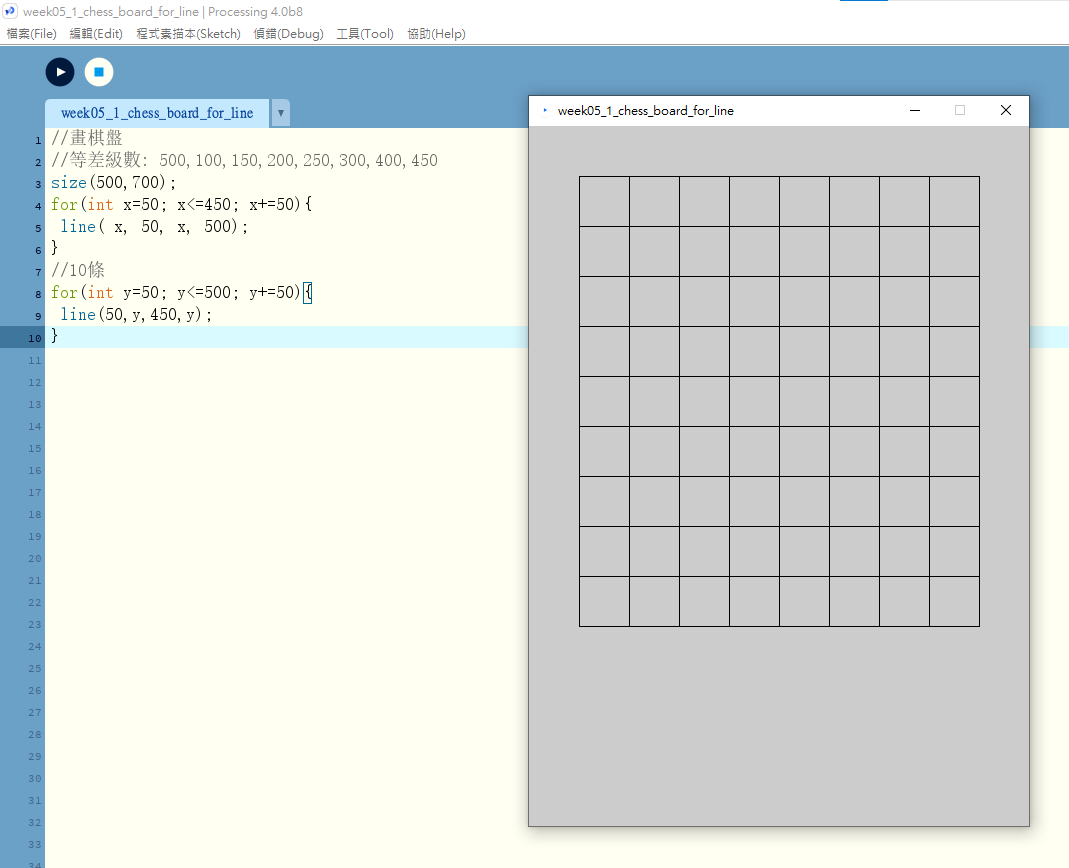 week05_1_chess_board_for_line | Processing 4.0b8
檔案(File) 編輯(Edit) 程式素描本(Sketch) 偵錯(Debug) 工具(Tool) 協助(Help)
week05_1_chess_board_for_line
week05_1_chess_board_for_line
1 //畫棋盤
2 //等差級數: 500,100,150,200,250,300,400,450
3 size(500,700);
4 for(int x=50; x<=450; x+=50){
5 line( x, 50, x, 500);
6 }
7 //10條
8 for(int y=50; y<=500; y+=50){
9 line(50,y,450,y);
10 }
11
12
13
14
15
16
17
18
19
20
21
22
23
24
25
26
27
28
29
30
31
32
33
34